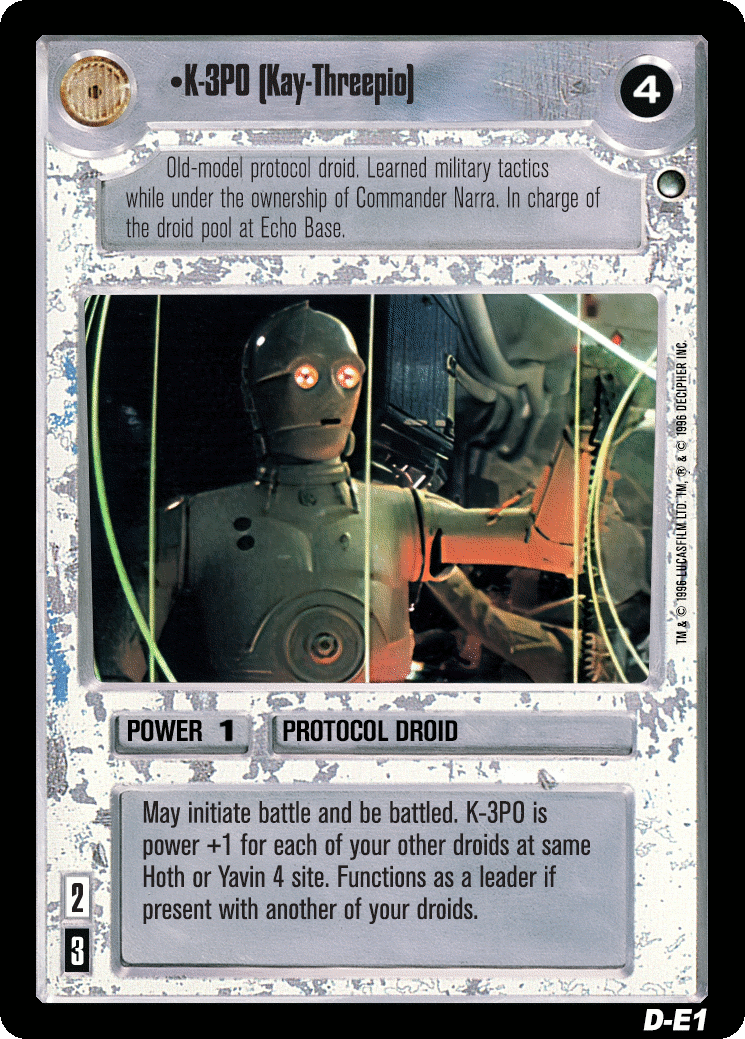 •K-3PO (Kay-Threepio)
4
Old-model protocol droid. Learned military tactics
while under the ownership of Commander Narra. In charge of
the droid pool at Echo Base.
TM & © 1996 LUCASFILM LTD. TM, ® & © 1996 DECIPHER INC.
POWER 1
PROTOCOL DROID
May initiate battle and be battled. K-3PO is
power +1 for each of your other droids at same
Hoth or Yavin 4 site. Functions as a leader if
present with another of your droids.
2
3
D-E1